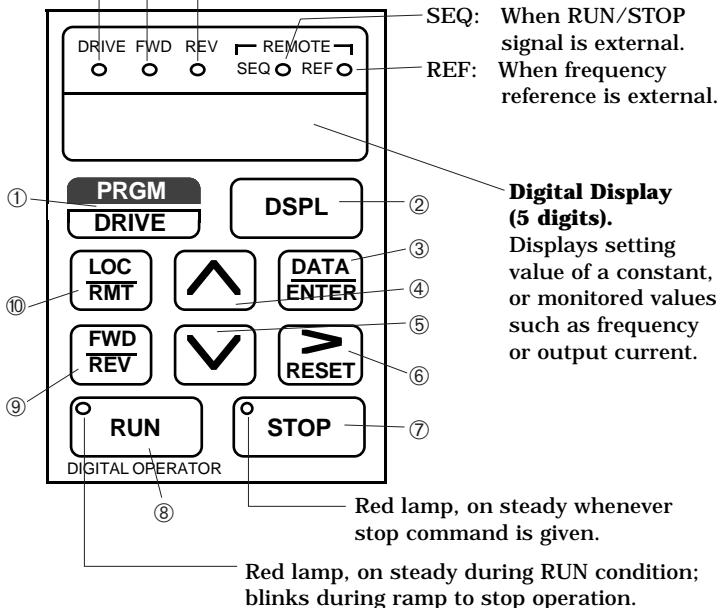 SEQ: When RUN/STOP
signal is external.
REF: When frequency
reference is external.
DRIVE FWD REV REMOTE
SEQ REF
Digital Display
(5 digits).
Displays setting
value of a constant,
or monitored values
such as frequency
or output current.
① PRGM
DRIVE
DSPL ②
LOC
RMT
⑩
DATA
ENTER
③
④
⑤
FWD
REV
⑨
>
RESET
⑥
RUN
STOP ⑦
DIGITAL OPERATOR
⑧
Red lamp, on steady whenever
stop command is given.
Red lamp, on steady during RUN condition;
blinks during ramp to stop operation.